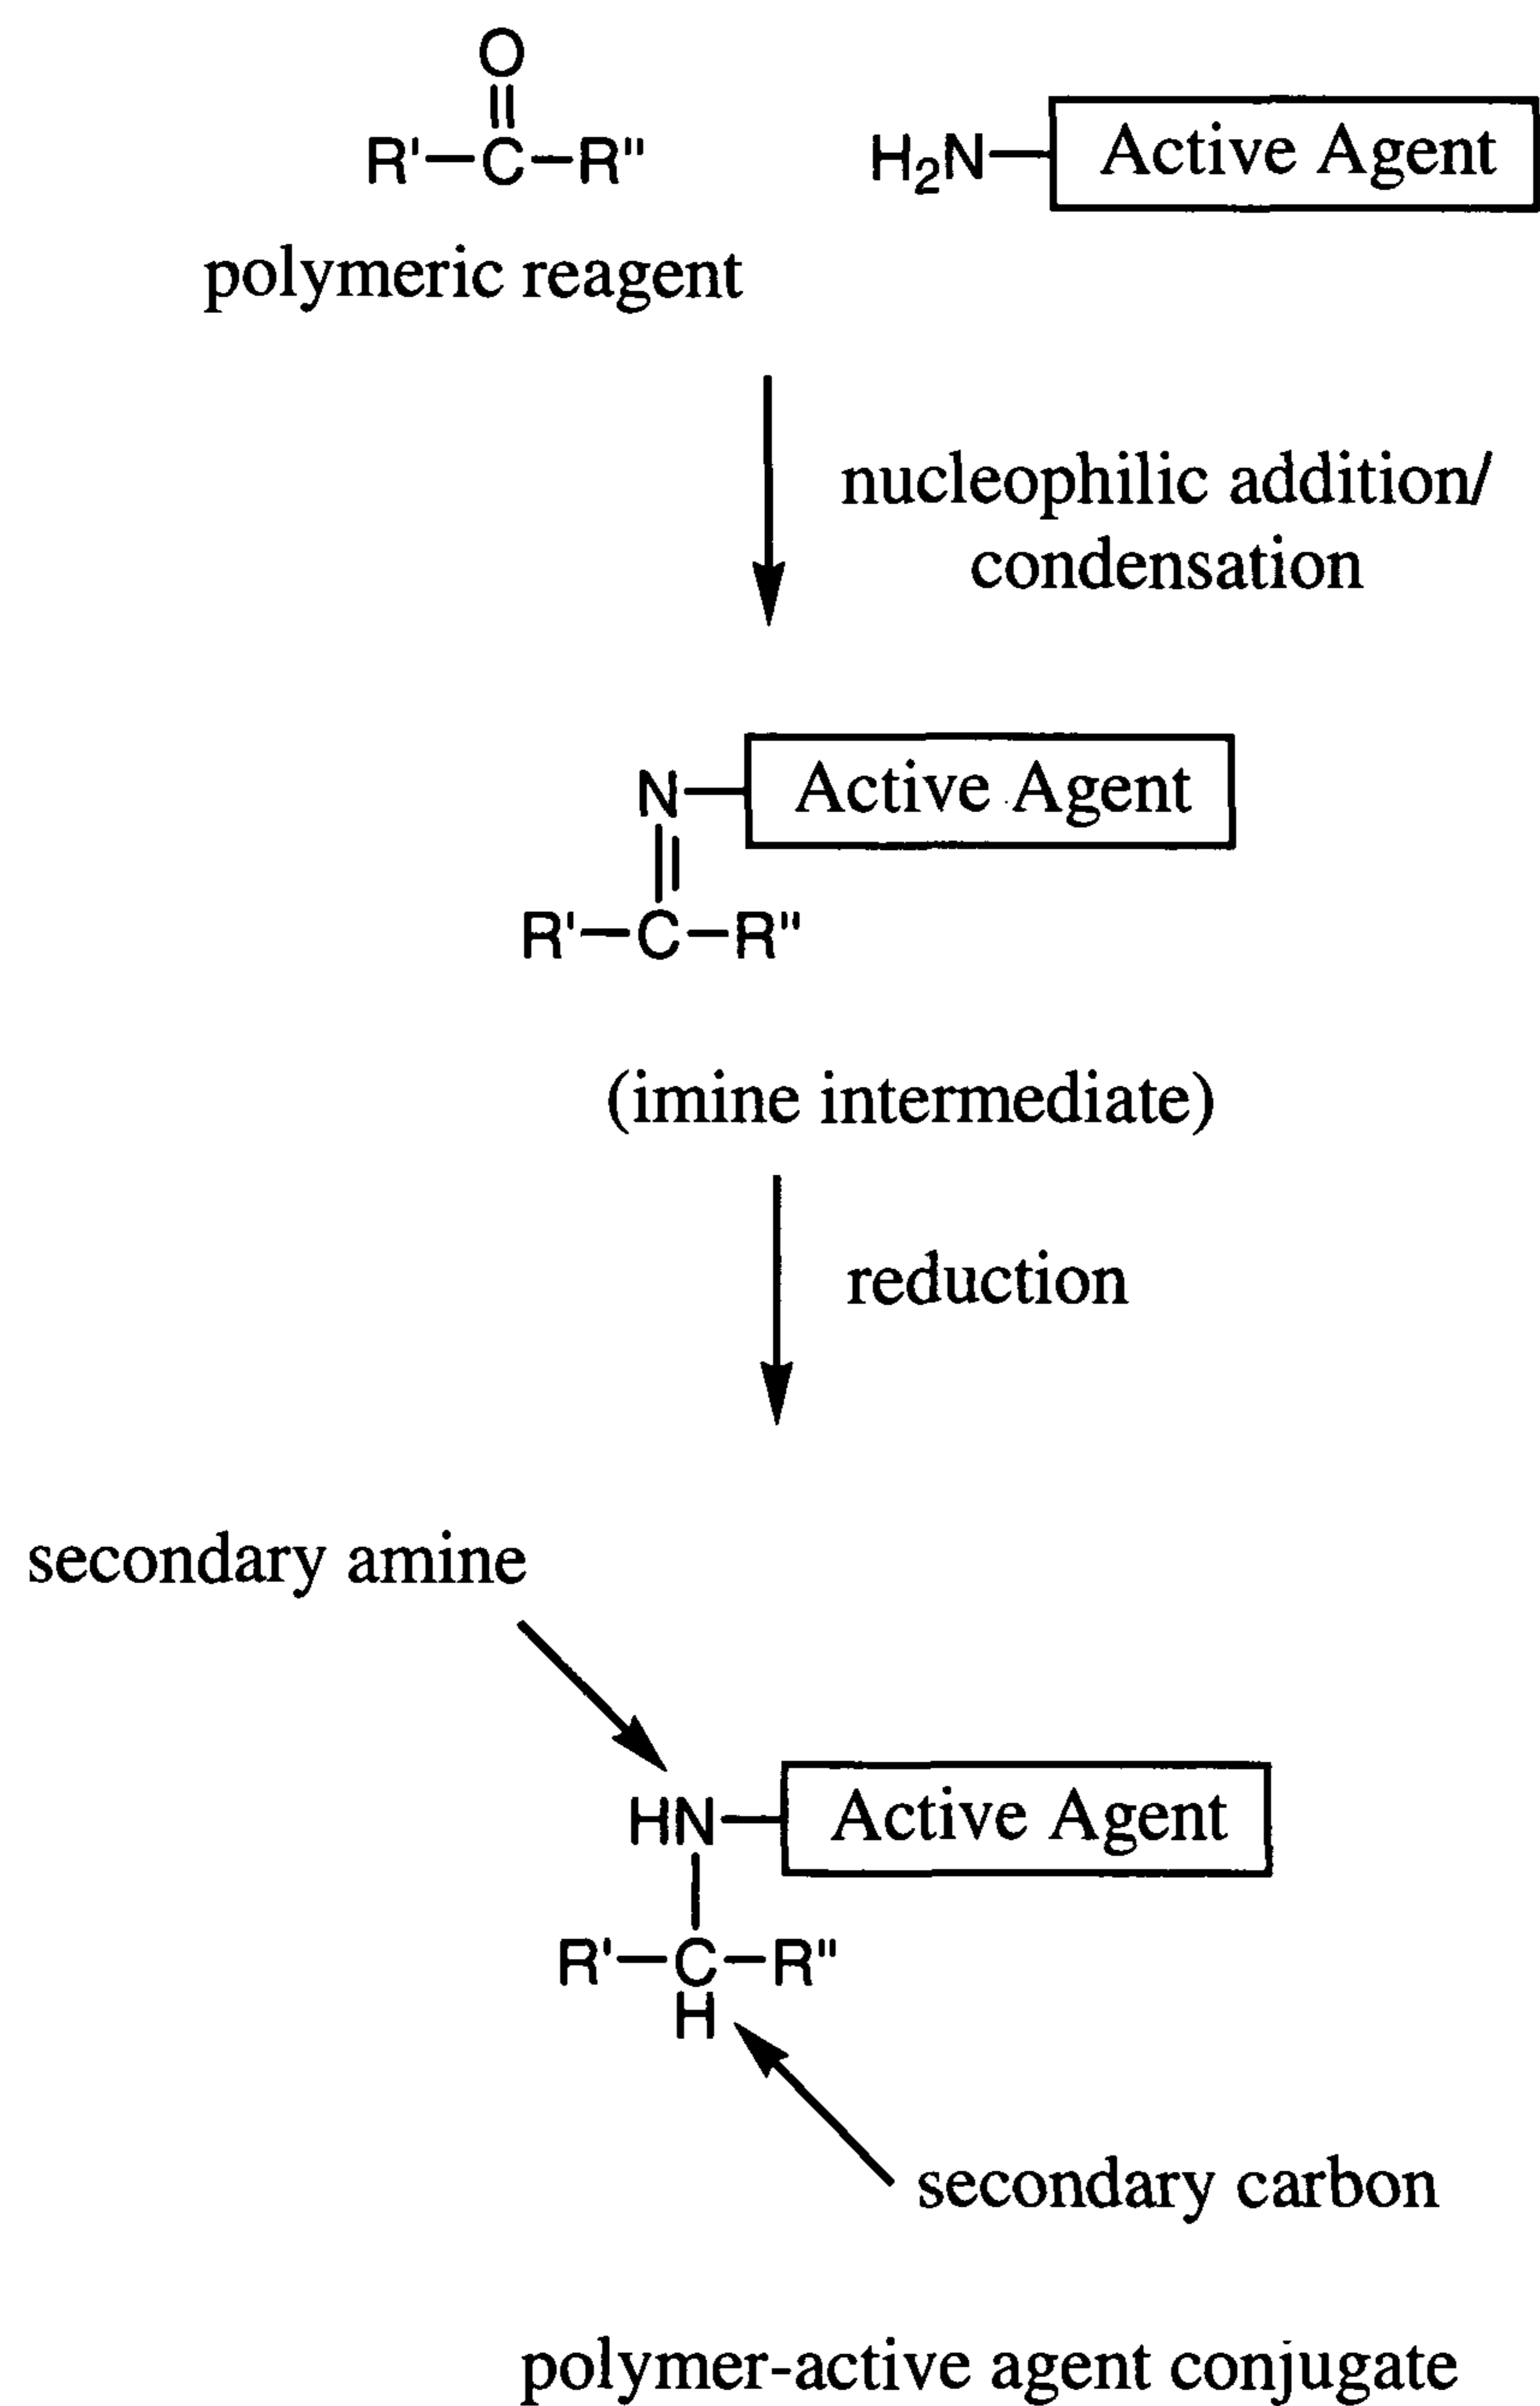 O
R'—C—R"
H₂N— Active Agent
polymeric reagent
nucleophilic addition/
condensation
N— Active Agent
R'—C—R"
(imine intermediate)
reduction
secondary amine
HN— Active Agent
R'—C—R"
H
secondary carbon
polymer-active agent conjugate